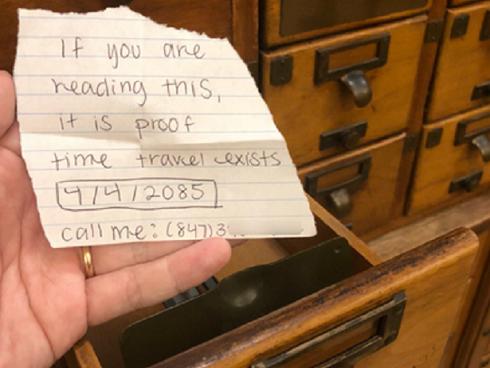 If you are
reading this,
it is proof
time travel exists
4/4/2085
call me: (847)3...